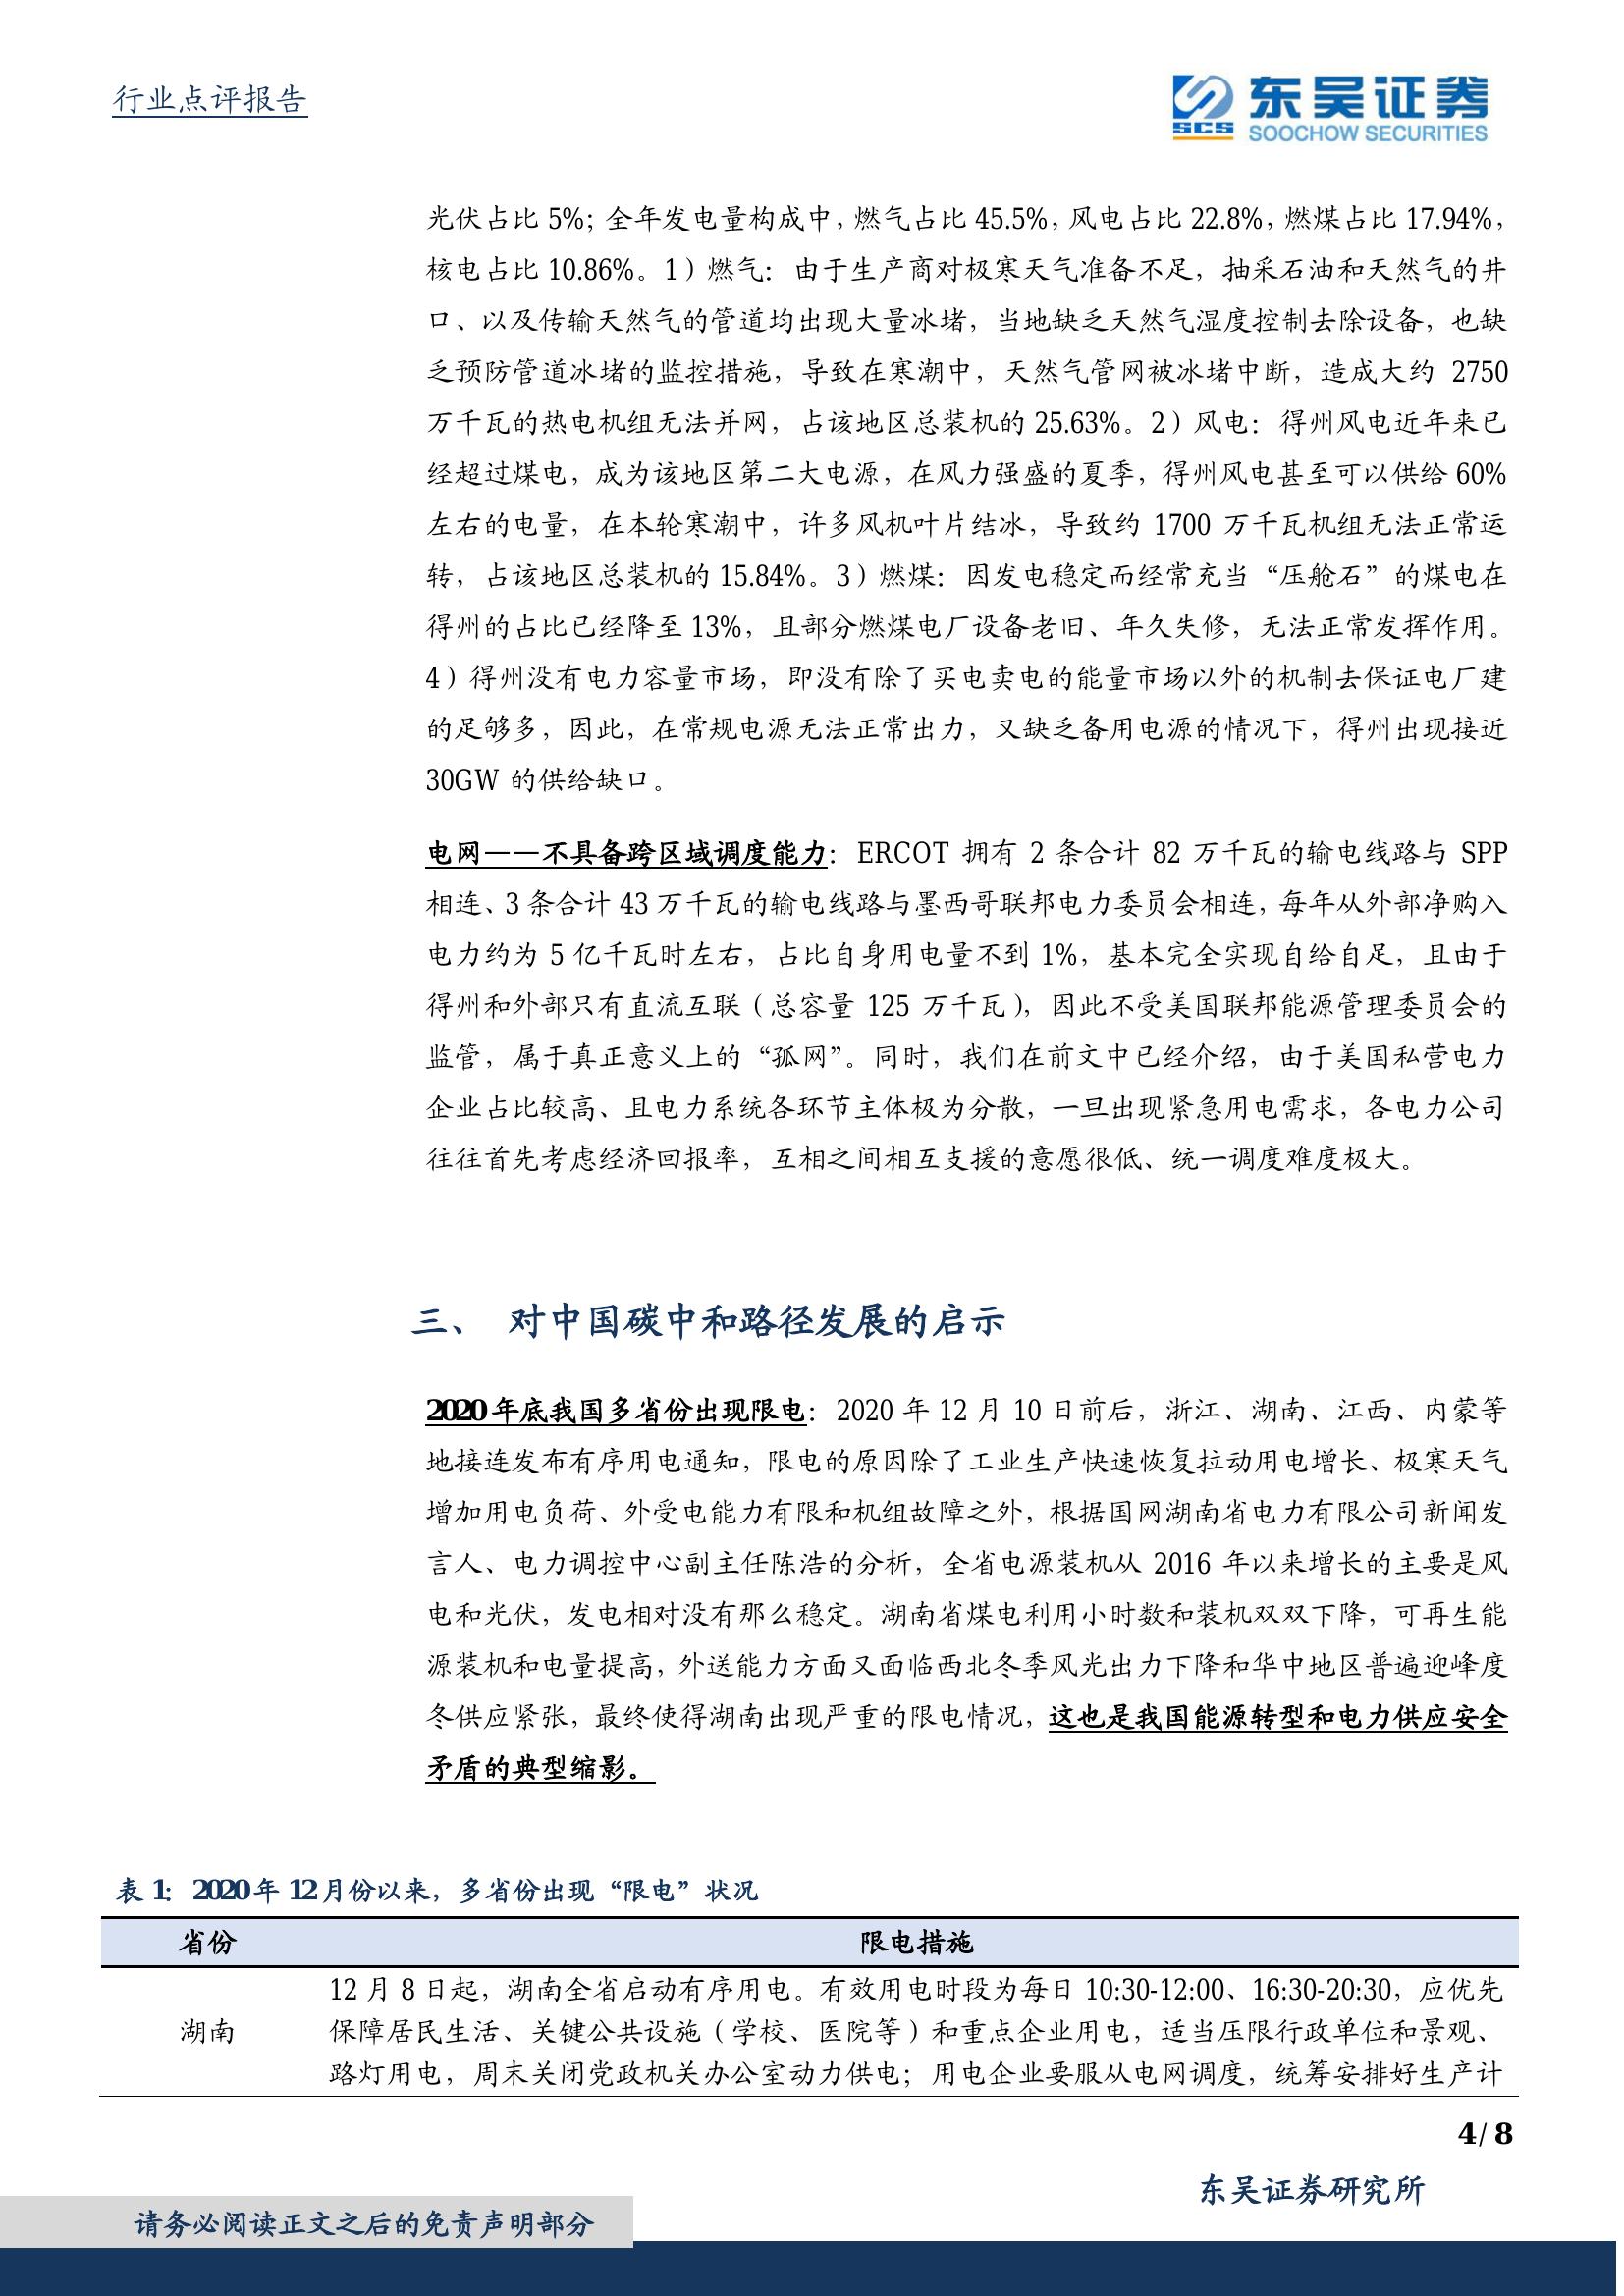 行业点评报告
SCS 东吴证券
SOOCHOW SECURITIES
光伏占比 5%；全年发电量构成中，燃气占比 45.5%，风电占比 22.8%，燃煤占比 17.94%，
核电占比 10.86%。1）燃气：由于生产商对极寒天气准备不足，抽采石油和天然气的井
口、以及传输天然气的管道均出现大量冰堵，当地缺乏天然气湿度控制去除设备，也缺
乏预防管道冰堵的监控措施，导致在寒潮中，天然气管网被冰堵中断，造成大约 2750
万千瓦的热电机组无法并网，占该地区总装机的 25.63%。2）风电：得州风电近年来已
经超过煤电，成为该地区第二大电源，在风力强盛的夏季，得州风电甚至可以供给 60%
左右的电量，在本轮寒潮中，许多风机叶片结冰，导致约 1700 万千瓦机组无法正常运
转，占该地区总装机的 15.84%。3）燃煤：因发电稳定而经常充当“压舱石”的煤电在
得州的占比已经降至 13%，且部分燃煤电厂设备老旧、年久失修，无法正常发挥作用。
4）得州没有电力容量市场，即没有除了买电卖电的能量市场以外的机制去保证电厂建
的足够多，因此，在常规电源无法正常出力，又缺乏备用电源的情况下，得州出现接近
30GW 的供给缺口。
电网——不具备跨区域调度能力：ERCOT 拥有 2 条合计 82 万千瓦的输电线路与 SPP
相连、3 条合计 43 万千瓦的输电线路与墨西哥联邦电力委员会相连，每年从外部净购入
电力约为 5 亿千瓦时左右，占比自身用电量不到 1%，基本完全实现自给自足，且由于
得州和外部只有直流互联（总容量 125 万千瓦），因此不受美国联邦能源管理委员会的
监管，属于真正意义上的“孤网”。同时，我们在前文中已经介绍，由于美国私营电力
企业占比较高、且电力系统各环节主体极为分散，一旦出现紧急用电需求，各电力公司
往往首先考虑经济回报率，互相之间相互支援的意愿很低、统一调度难度极大。
三、 对中国碳中和路径发展的启示
2020 年底我国多省份出现限电：2020 年 12 月 10 日前后，浙江、湖南、江西、内蒙等
地接连发布有序用电通知，限电的原因除了工业生产快速恢复拉动用电增长、极寒天气
增加用电负荷、外受电能力有限和机组故障之外，根据国网湖南省电力有限公司新闻发
言人、电力调控中心副主任陈浩的分析，全省电源装机从 2016 年以来增长的主要是风
电和光伏，发电相对没有那么稳定。湖南省煤电利用小时数和装机双双下降，可再生能
源装机和电量提高，外送能力方面又面临西北冬季风光出力下降和华中地区普遍迎峰度
冬供应紧张，最终使得湖南出现严重的限电情况，这也是我国能源转型和电力供应安全
矛盾的典型缩影。
表 1：2020 年 12 月份以来，多省份出现“限电”状况
省份 限电措施
12 月 8 日起，湖南全省启动有序用电。有效用电时段为每日 10:30-12:00、16:30-20:30，应优先
湖南 保障居民生活、关键公共设施（学校、医院等）和重点企业用电，适当压限行政单位和景观、
路灯用电，周末关闭党政机关办公室动力供电；用电企业要服从电网调度，统筹安排好生产计
4 / 8
东吴证券研究所
请务必阅读正文之后的免责声明部分